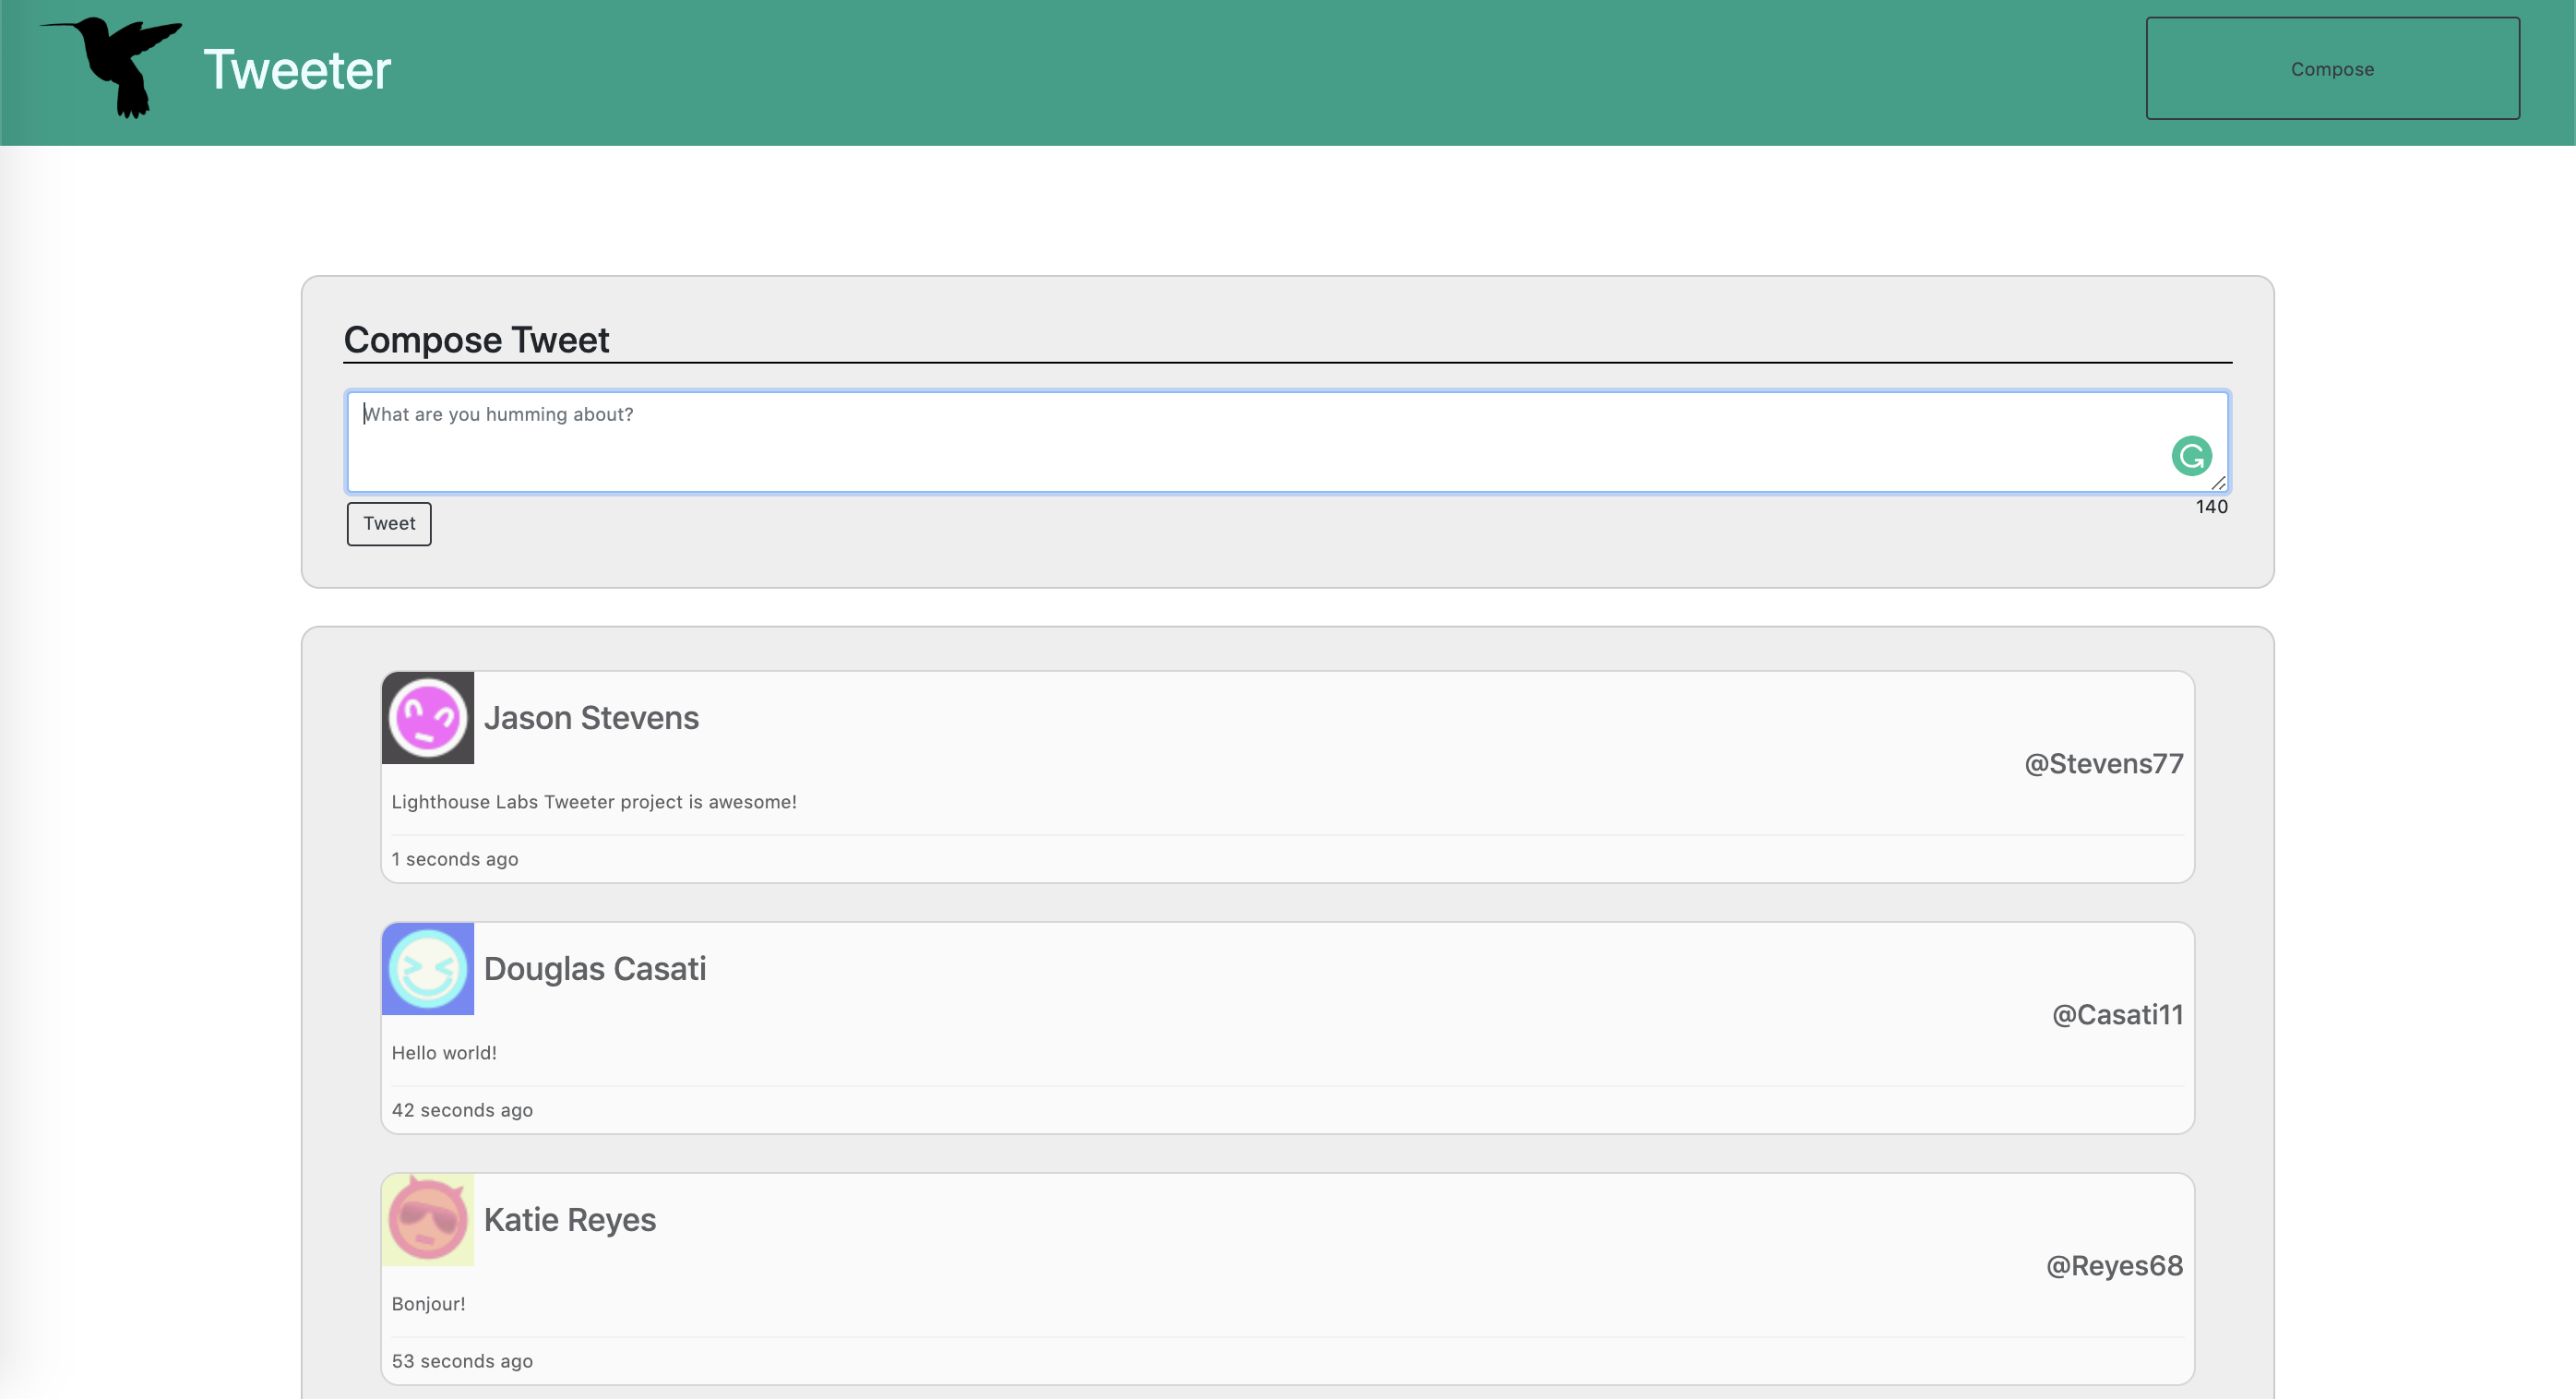 Tweeter
Compose
Compose Tweet
What are you humming about?
Tweet
140
Jason Stevens
@Stevens77
Lighthouse Labs Tweeter project is awesome!
1 seconds ago
Douglas Casati
@Casati11
Hello world!
42 seconds ago
Katie Reyes
@Reyes68
Bonjour!
53 seconds ago